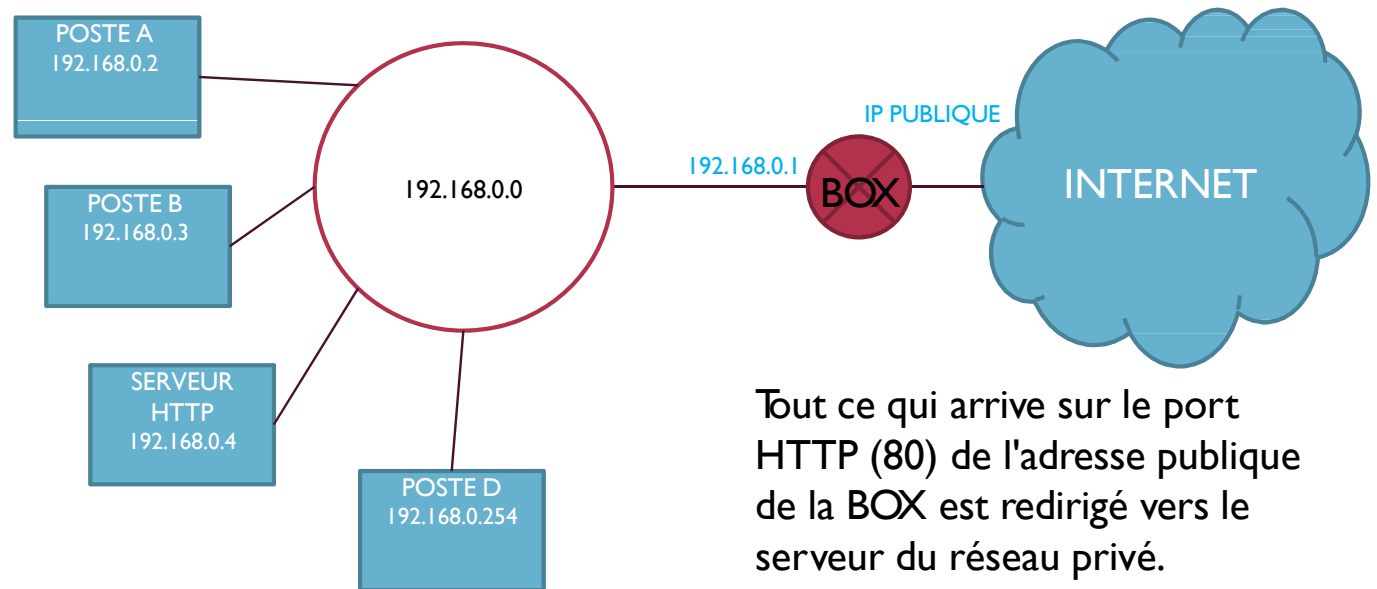 POSTE A
192.168.0.2
POSTE B
192.168.0.3
SERVEUR
HTTP
192.168.0.4
POSTE D
192.168.0.254
192.168.0.0
192.168.0.1
IP PUBLIQUE
BOX
INTERNET
Tout ce qui arrive sur le port
HTTP (80) de l'adresse publique
de la BOX est redirigé vers le
serveur du réseau privé.